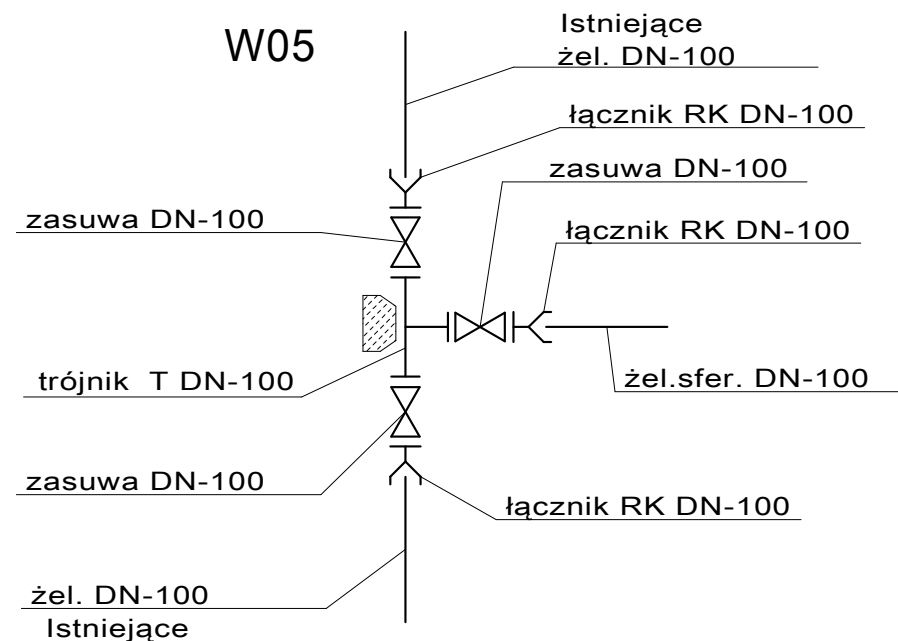 W05
Istniejące
żel. DN-100
łącznik RK DN-100
zasuwa DN-100
zasuwa DN-100
łącznik RK DN-100
trójnik T DN-100
żel.sfer. DN-100
zasuwa DN-100
łącznik RK DN-100
żel. DN-100
Istniejące